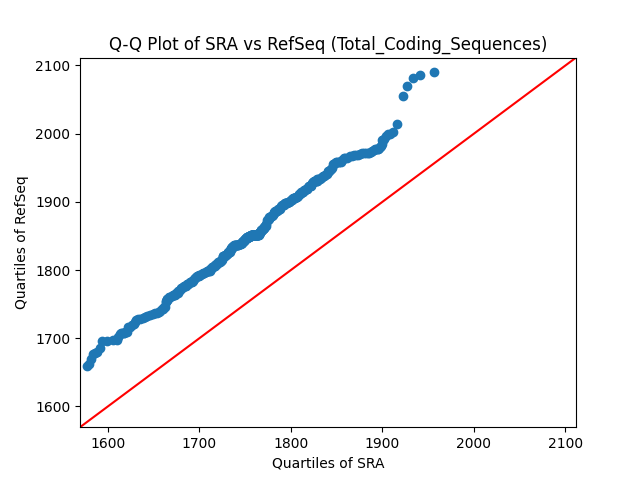 Q-Q Plot of SRA vs RefSeq (Total_Coding_Sequences)
2100
2000
1900
1800
1700
1600
Quartiles of RefSeq
1600 1700 1800 1900 2000 2100
Quartiles of SRA